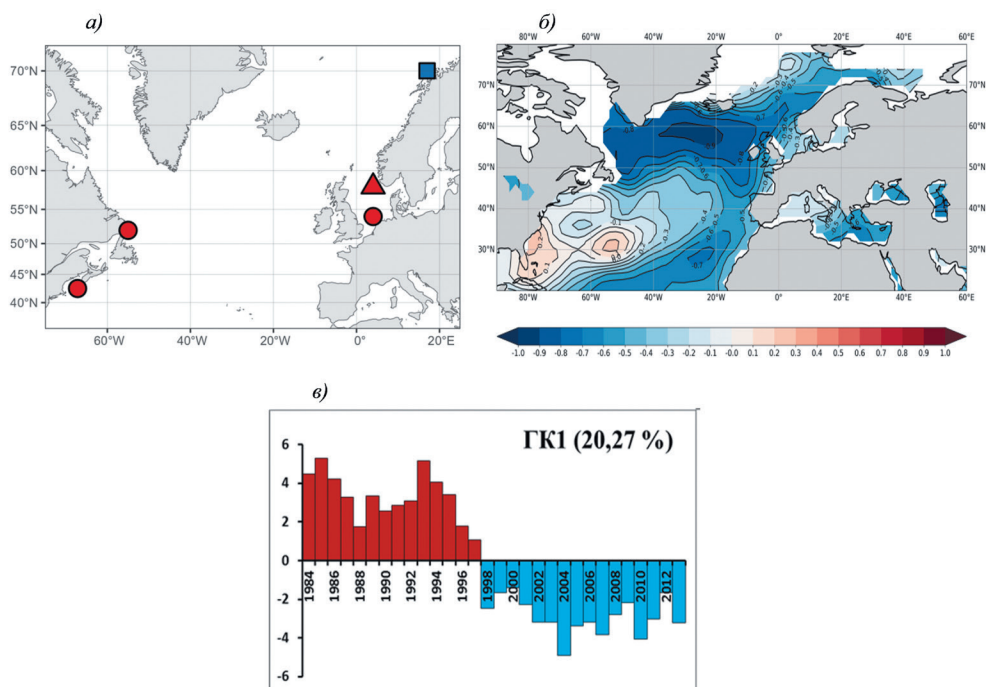 а)
б)
70°N
65°N
60°N
55°N
50°N
45°N
40°N
60°W 40°W 20°W 0° 20°E
80°W 60°W 40°W 20°W 0° 20°E 40°E 60°E
70°N 70°N
60°N 60°N
50°N 50°N
40°N 40°N
30°N 30°N
80°W 60°W 40°W 20°W 0° 20°E 40°E 60°E
-1.0 -0.9 -0.8 -0.7 -0.6 -0.5 -0.4 -0.3 -0.2 -0.1 -0.0 0.1 0.2 0.3 0.4 0.5 0.6 0.7 0.8 0.9 1.0
в)
ГК1 (20,27 %)
6
4
2
0
-2
-4
-6
1984 1986 1988 1990 1992 1994 1996 1998 2000 2002 2004 2006 2008 2010 2012